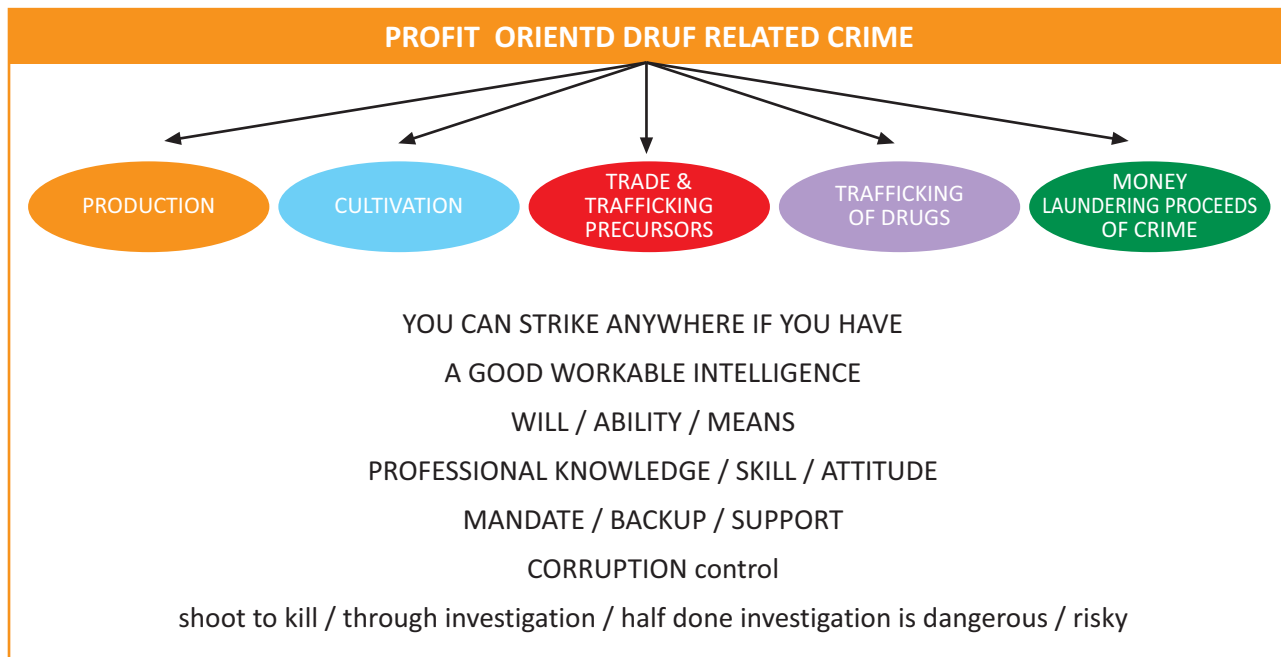 PROFIT ORIENTD DRUF RELATED CRIME
PRODUCTION
CULTIVATION
TRADE &
TRAFFICKING
PRECURSORS
TRAFFICKING
OF DRUGS
MONEY
LAUNDERING PROCEEDS
OF CRIME
YOU CAN STRIKE ANYWHERE IF YOU HAVE
A GOOD WORKABLE INTELLIGENCE
WILL / ABILITY / MEANS
PROFESSIONAL KNOWLEDGE / SKILL / ATTITUDE
MANDATE / BACKUP / SUPPORT
CORRUPTION control
shoot to kill / through investigation / half done investigation is dangerous / risky